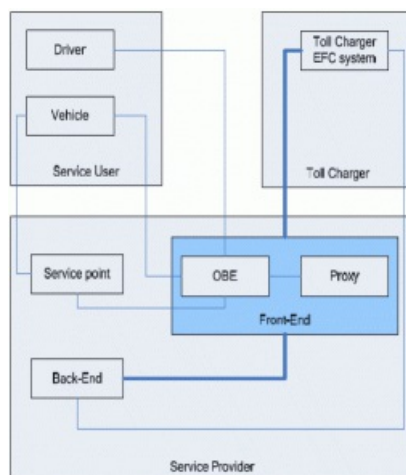 Driver
Vehicle
Service User
Toll Charger
EFC system
Toll Charger
Service point
OBE
Proxy
Front-End
Back-End
Service Provider